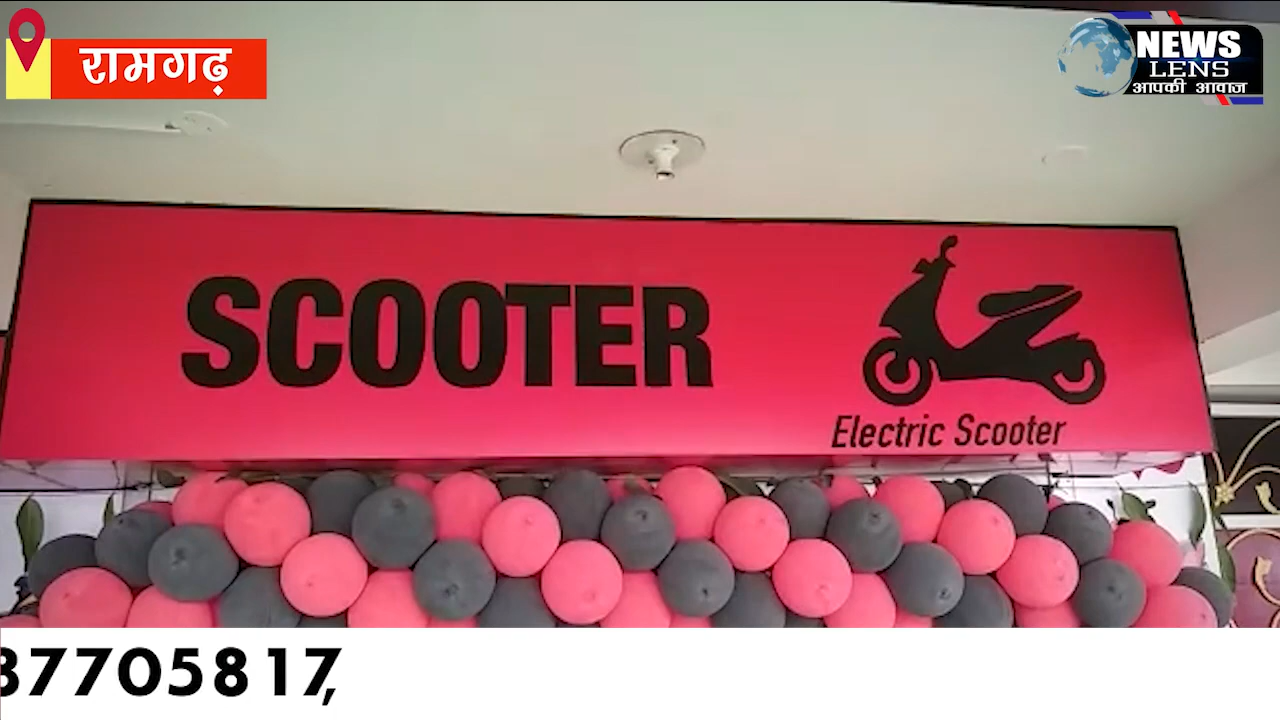 रामगढ़
NEWS
LENS
आपकी आवाज
SCOOTER
Electric Scooter
37705817,